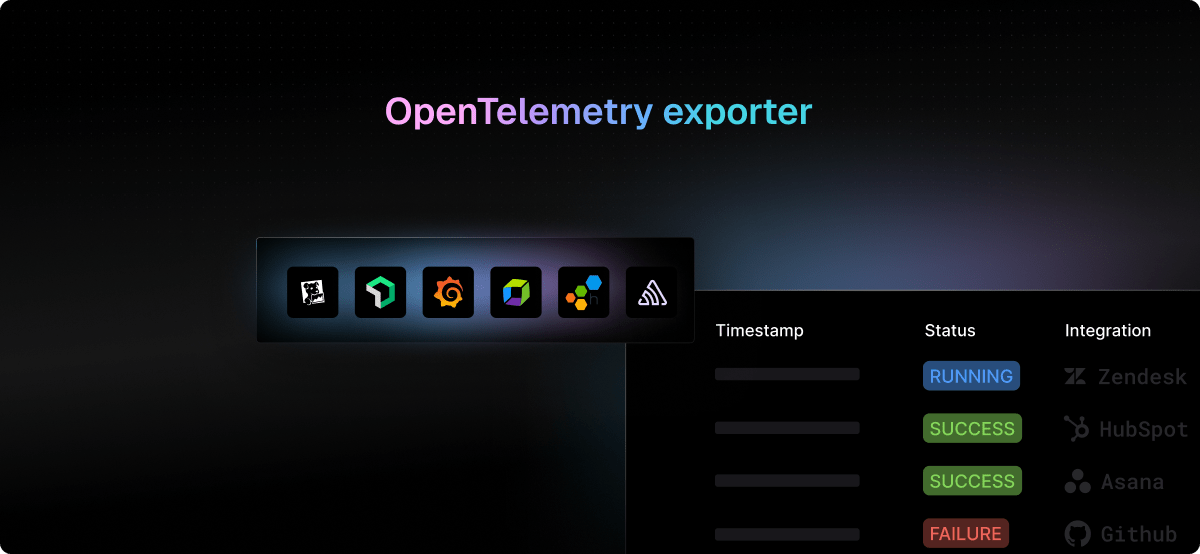 OpenTelemetry exporter
Timestamp Status Integration
RUNNING Zendesk
SUCCESS HubSpot
SUCCESS Asana
FAILURE Github